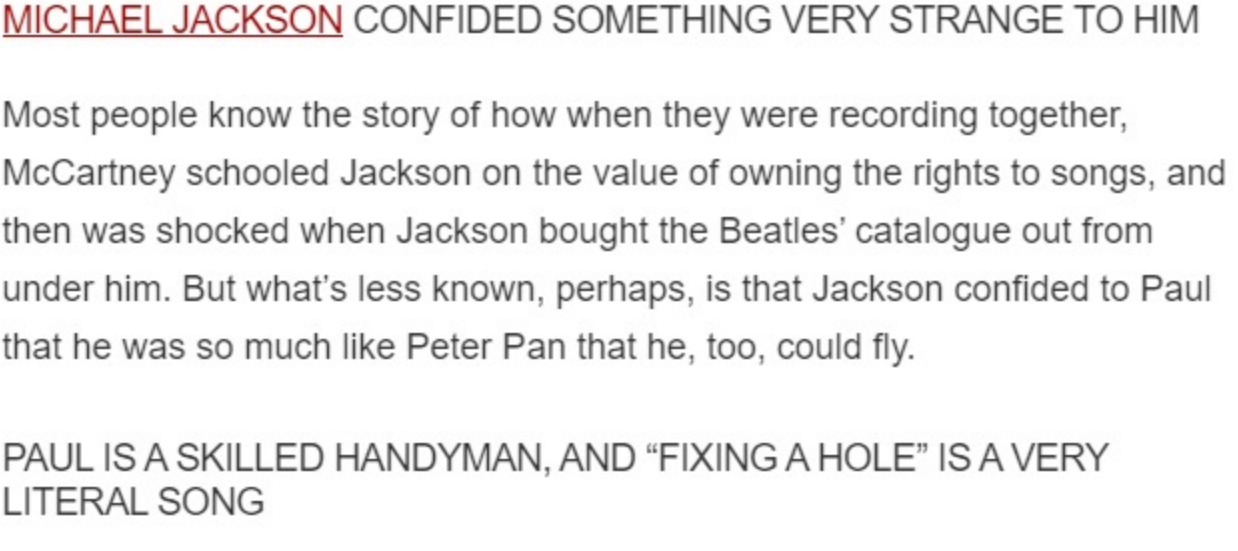 MICHAEL JACKSON CONFIDED SOMETHING VERY STRANGE TO HIM
Most people know the story of how when they were recording together,
McCartney schooled Jackson on the value of owning the rights to songs, and
then was shocked when Jackson bought the Beatles’ catalogue out from
under him. But what’s less known, perhaps, is that Jackson confided to Paul
that he was so much like Peter Pan that he, too, could fly.
PAUL IS A SKILLED HANDYMAN, AND “FIXING A HOLE” IS A VERY
LITERAL SONG